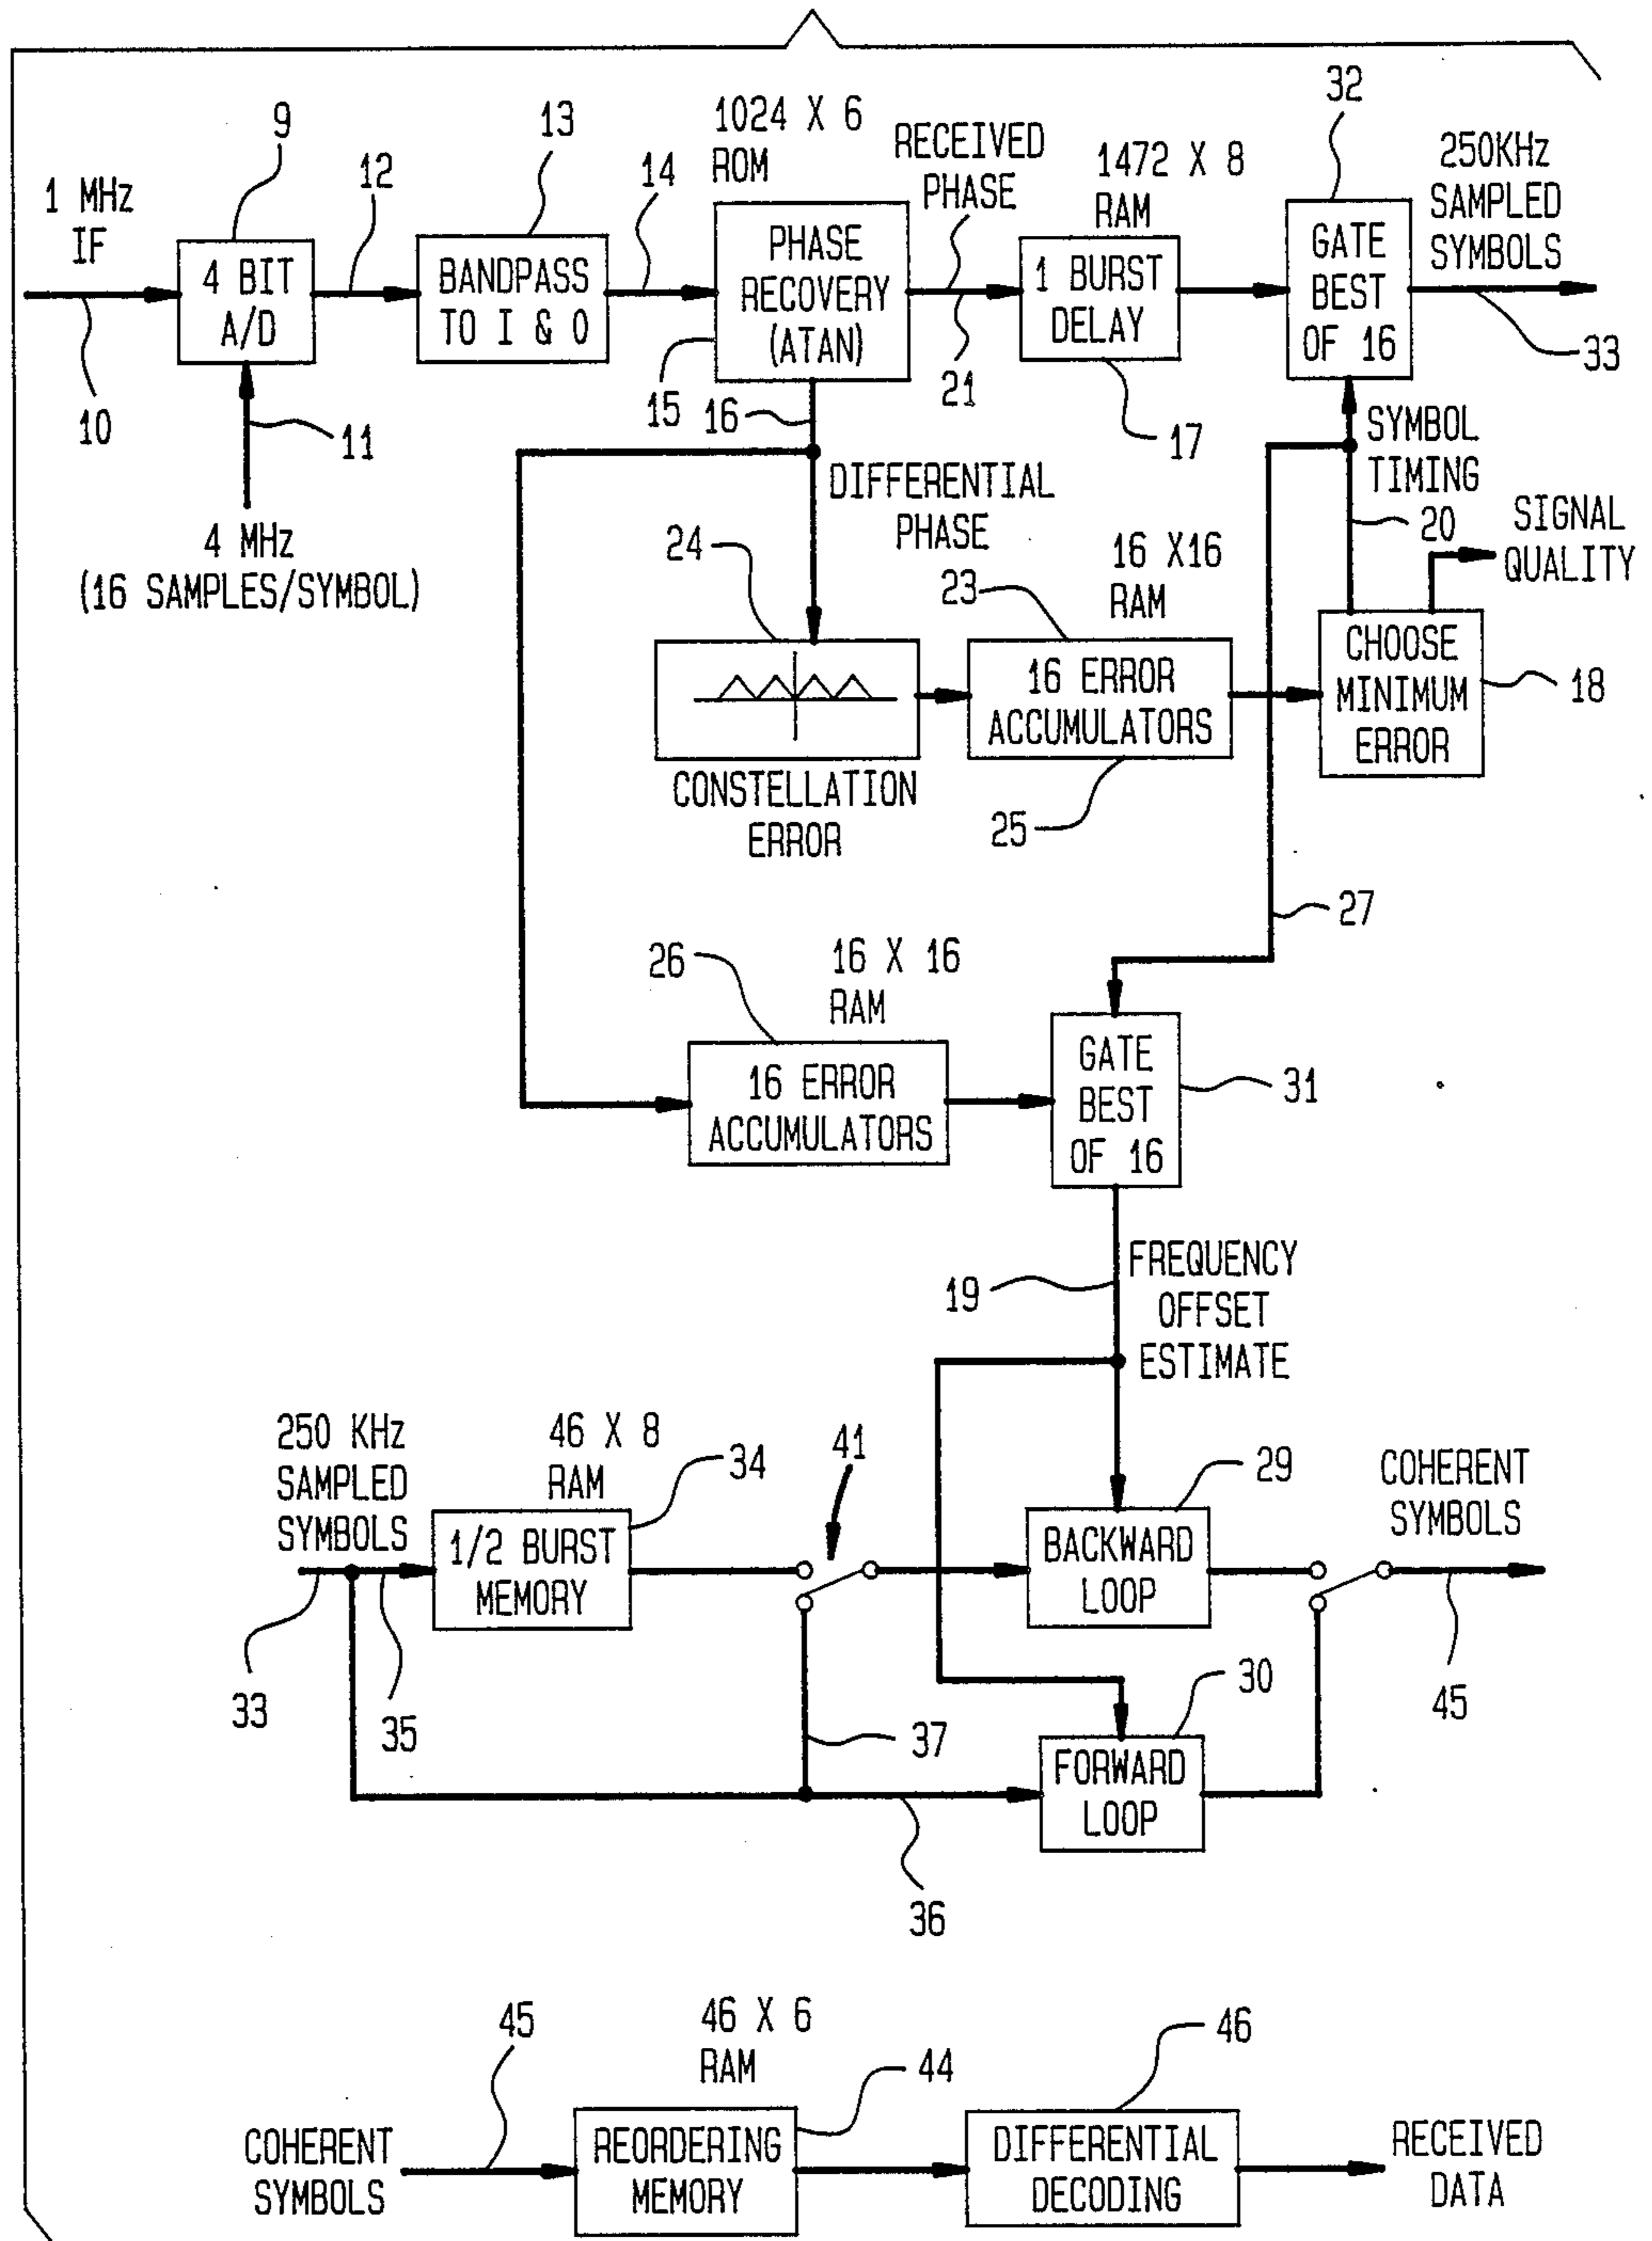 1 MHz
IF
10
9
4 BIT
A/D
11
4 MHz
(16 SAMPLES/SYMBOL)
12
13
BANDPASS
TO I & O
14
1024 X 6
ROM
PHASE
RECOVERY
(ATAN)
15
16
RECEIVED
PHASE
21
1472 X 8
RAM
1 BURST
DELAY
17
32
GATE
BEST
OF 16
250KHz
SAMPLED
SYMBOLS
33
DIFFERENTIAL
PHASE
SYMBOL
TIMING
20
SIGNAL
QUALITY
24
CONSTELLATION
ERROR
23
16 X16
RAM
16 ERROR
ACCUMULATORS
25
CHOOSE
MINIMUM
ERROR
18
27
26
16 X 16
RAM
16 ERROR
ACCUMULATORS
GATE
BEST
OF 16
31
19
FREQUENCY
OFFSET
ESTIMATE
250 KHz
SAMPLED
SYMBOLS
33
35
46 X 8
RAM
34
1/2 BURST
MEMORY
41
37
36
29
BACKWARD
LOOP
30
FORWARD
LOOP
COHERENT
SYMBOLS
45
COHERENT
SYMBOLS
45
46 X 6
RAM
44
REORDERING
MEMORY
46
DIFFERENTIAL
DECODING
RECEIVED
DATA